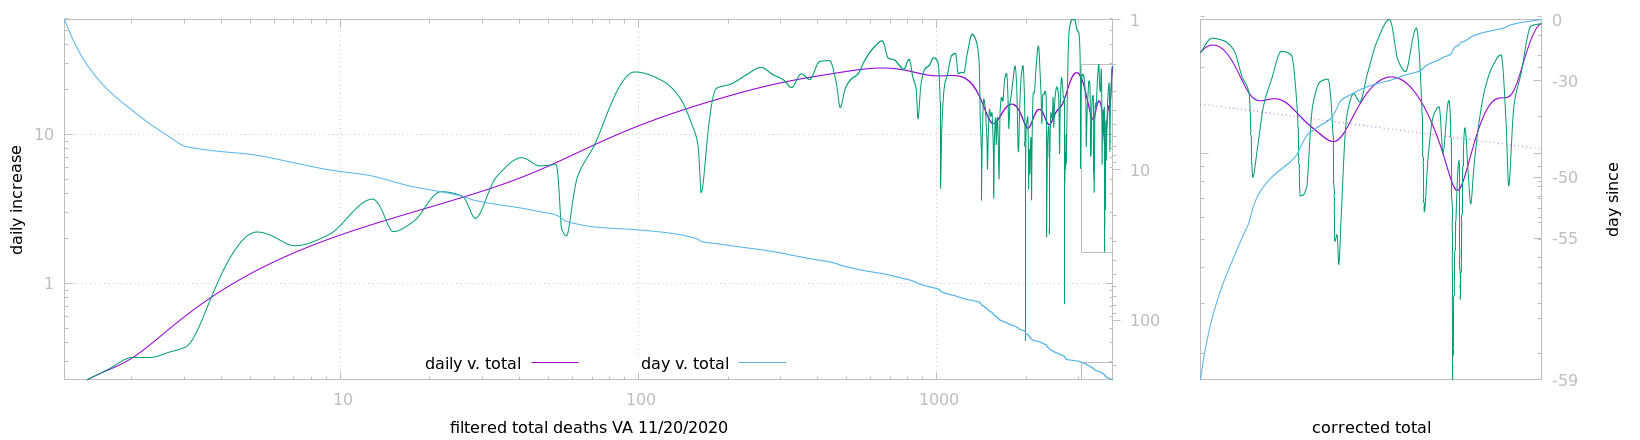 1
0
-30
10
10
daily increase
-50
day since
-55
1
100
daily v. total
day v. total
-59
10
100
1000
filtered total deaths VA 11/20/2020
corrected total